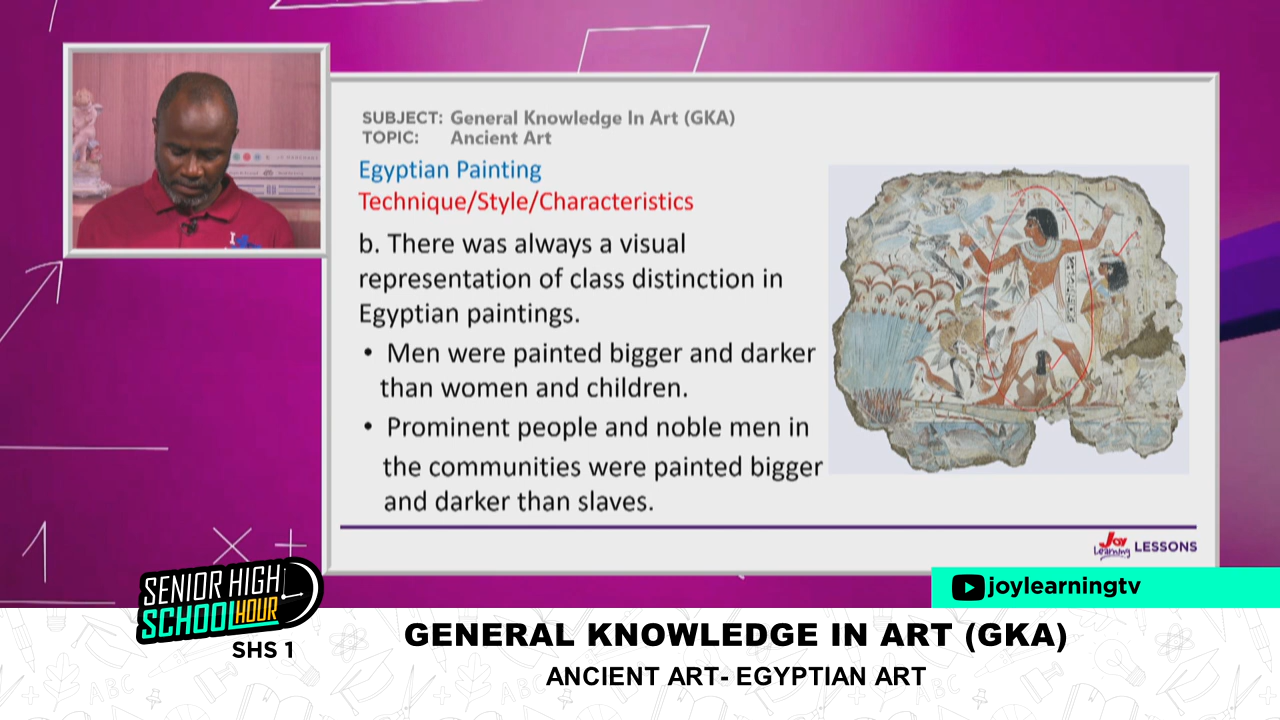 SUBJECT: General Knowledge In Art (GKA)
TOPIC: Ancient Art
Egyptian Painting
Technique/Style/Characteristics
b. There was always a visual
representation of class distinction in
Egyptian paintings.
• Men were painted bigger and darker
than women and children.
• Prominent people and noble men in
the communities were painted bigger
and darker than slaves.
Joy Learning LESSONS
joylearningtv
SENIOR HIGH
SCHOOL HOUR
SHS 1
GENERAL KNOWLEDGE IN ART (GKA)
ANCIENT ART- EGYPTIAN ART